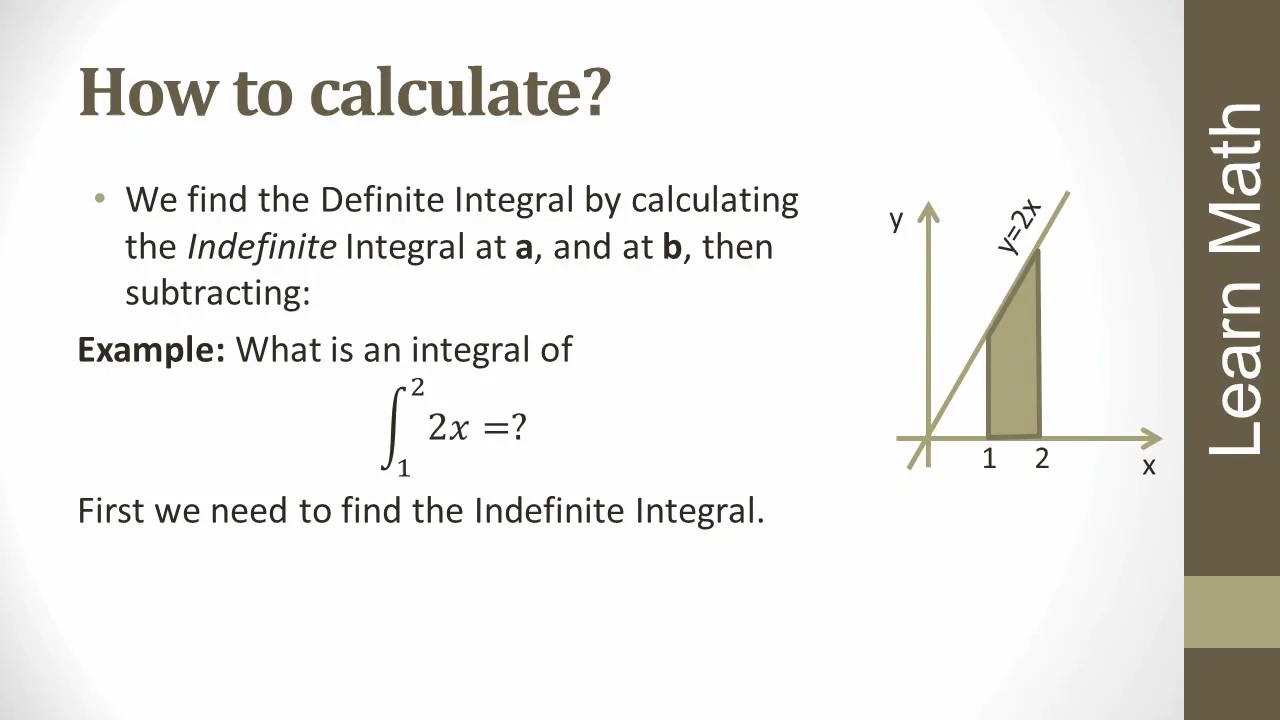 How to calculate?
• We find the Definite Integral by calculating
the Indefinite Integral at a, and at b, then
subtracting:
Example: What is an integral of
∫₁² 2x =?
First we need to find the Indefinite Integral.
y
y=2x
1 2
x
Learn Math